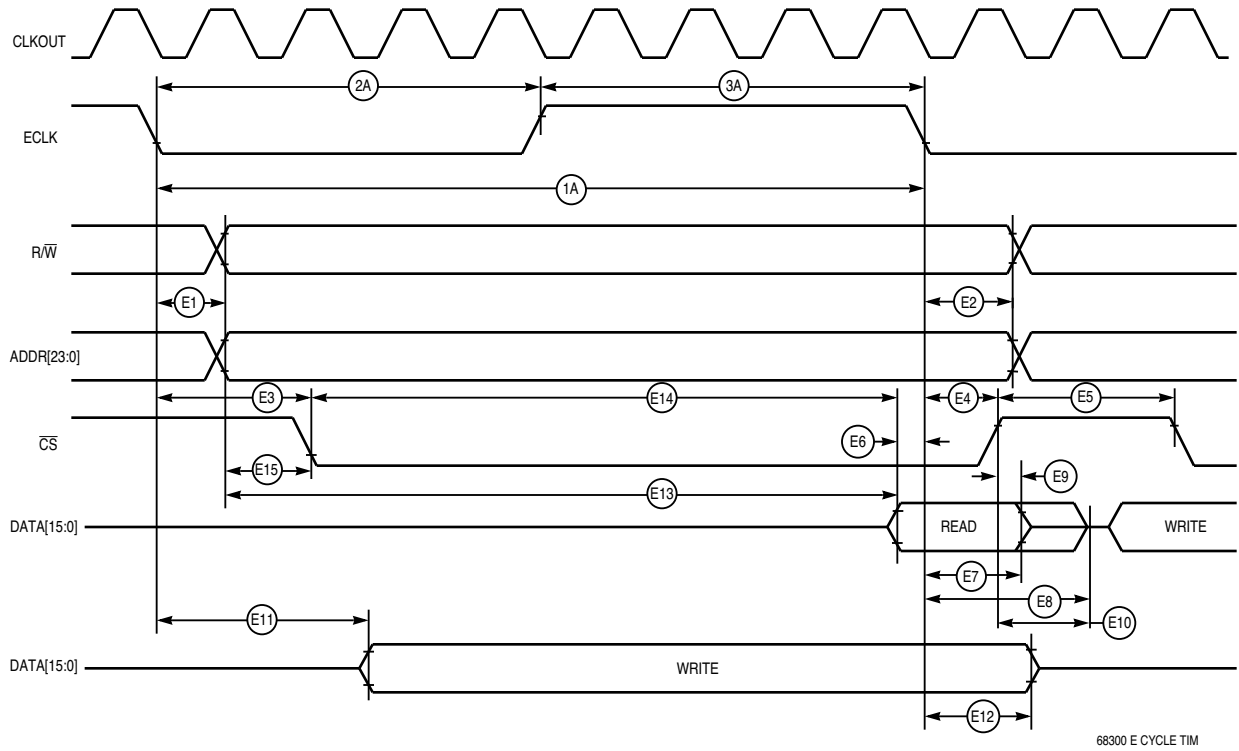 CLKOUT
2A
3A
ECLK
1A
R/W̅
E1
E2
ADDR[23:0]
E3
E14
E4
E5
C̅S̅
E6
E15
E9
E13
DATA[15:0]
READ
WRITE
E7
E8
E11
E10
DATA[15:0]
WRITE
E12
68300 E CYCLE TIM